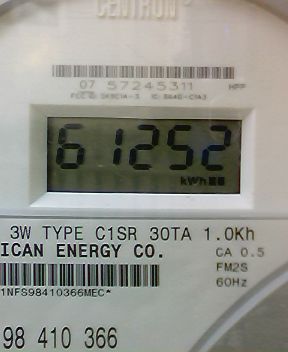 CENTRON
07 57245311 HPP
61252
kWh
3W TYPE C1SR 30TA 1.0Kh
ICAN ENERGY CO. CA 0.5
FM2S
60Hz
1NFS98410366MEC*
98 410 366